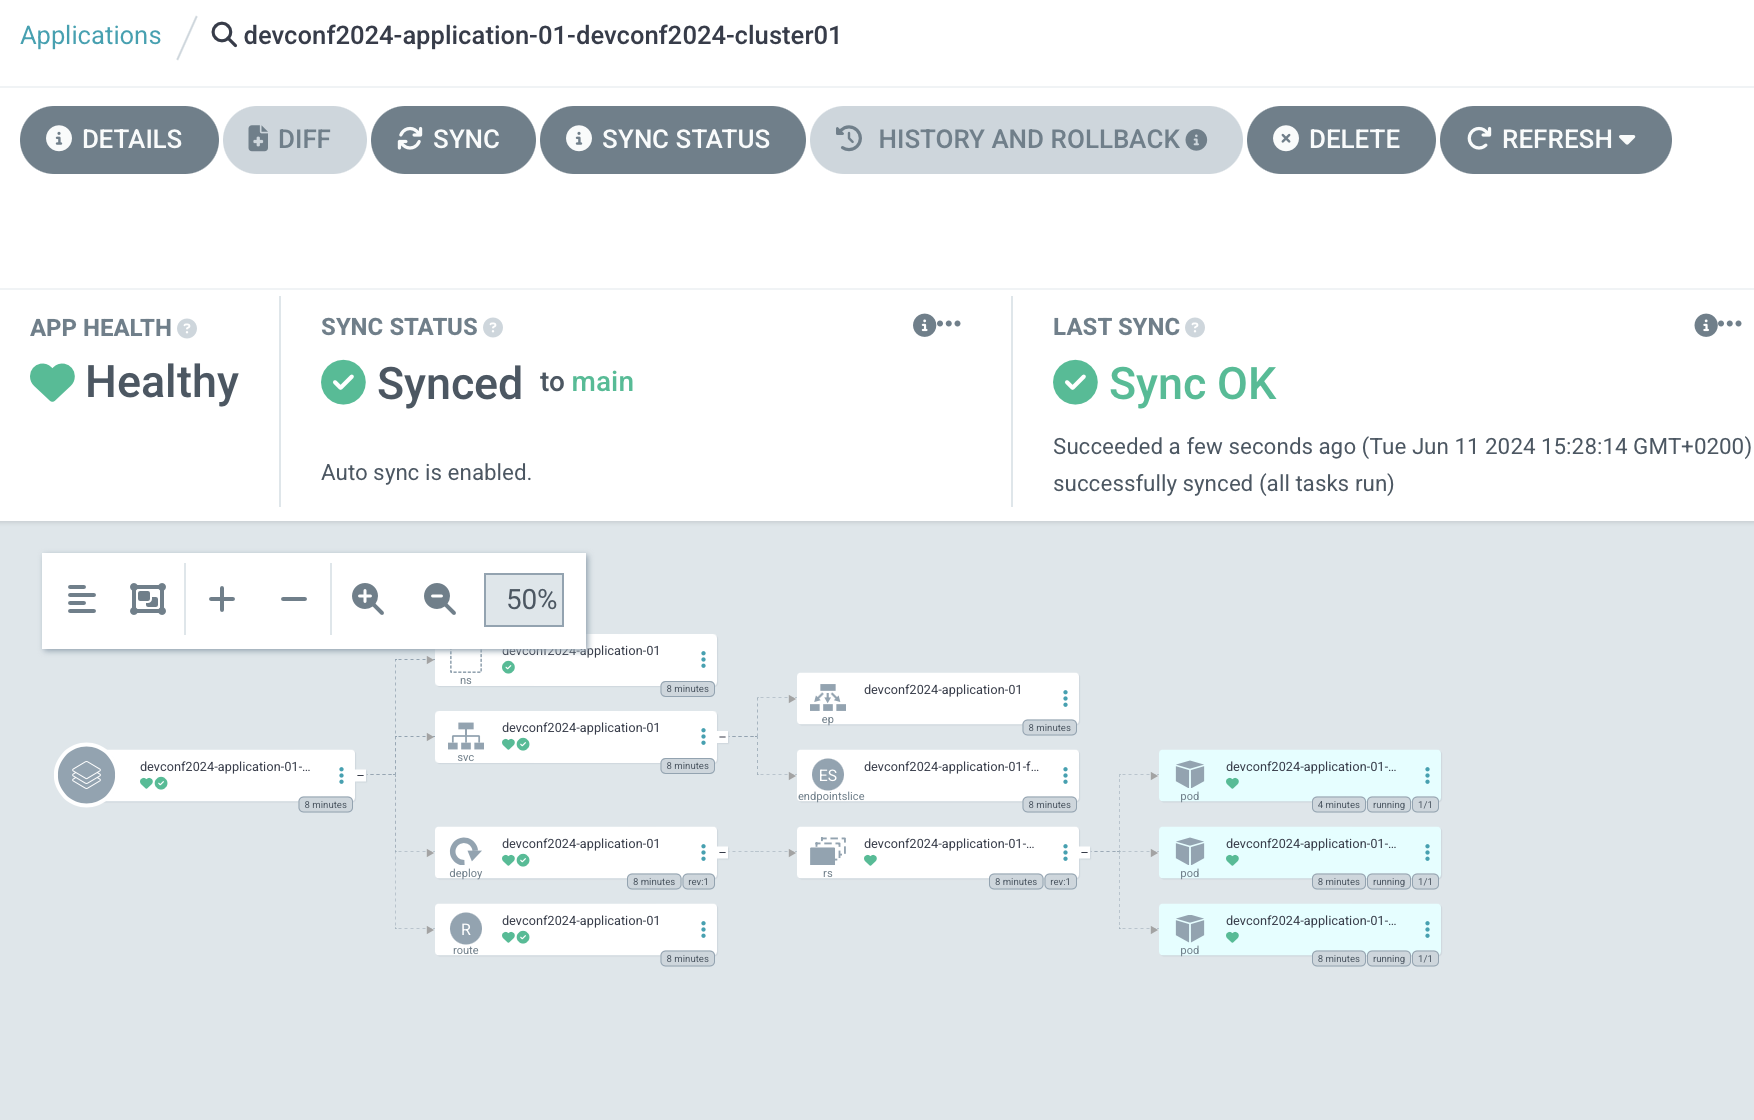 Applications / devconf2024-application-01-devconf2024-cluster01
DETAILS DIFF SYNC SYNC STATUS HISTORY AND ROLLBACK DELETE REFRESH
APP HEALTH
Healthy
SYNC STATUS
Synced to main
Auto sync is enabled.
LAST SYNC
Sync OK
Succeeded a few seconds ago (Tue Jun 11 2024 15:28:14 GMT+0200)
successfully synced (all tasks run)
50%
devconf2024-application-01-...
8 minutes
devconf2024-application-01
ns
8 minutes
devconf2024-application-01
svc
8 minutes
devconf2024-application-01
deploy
8 minutes rev:1
devconf2024-application-01
R
route
8 minutes
devconf2024-application-01
ep
8 minutes
devconf2024-application-01-f...
ES
endpointslice
8 minutes
devconf2024-application-01-...
rs
8 minutes rev:1
devconf2024-application-01-...
pod
4 minutes running 1/1
devconf2024-application-01-...
pod
8 minutes running 1/1
devconf2024-application-01-...
pod
8 minutes running 1/1